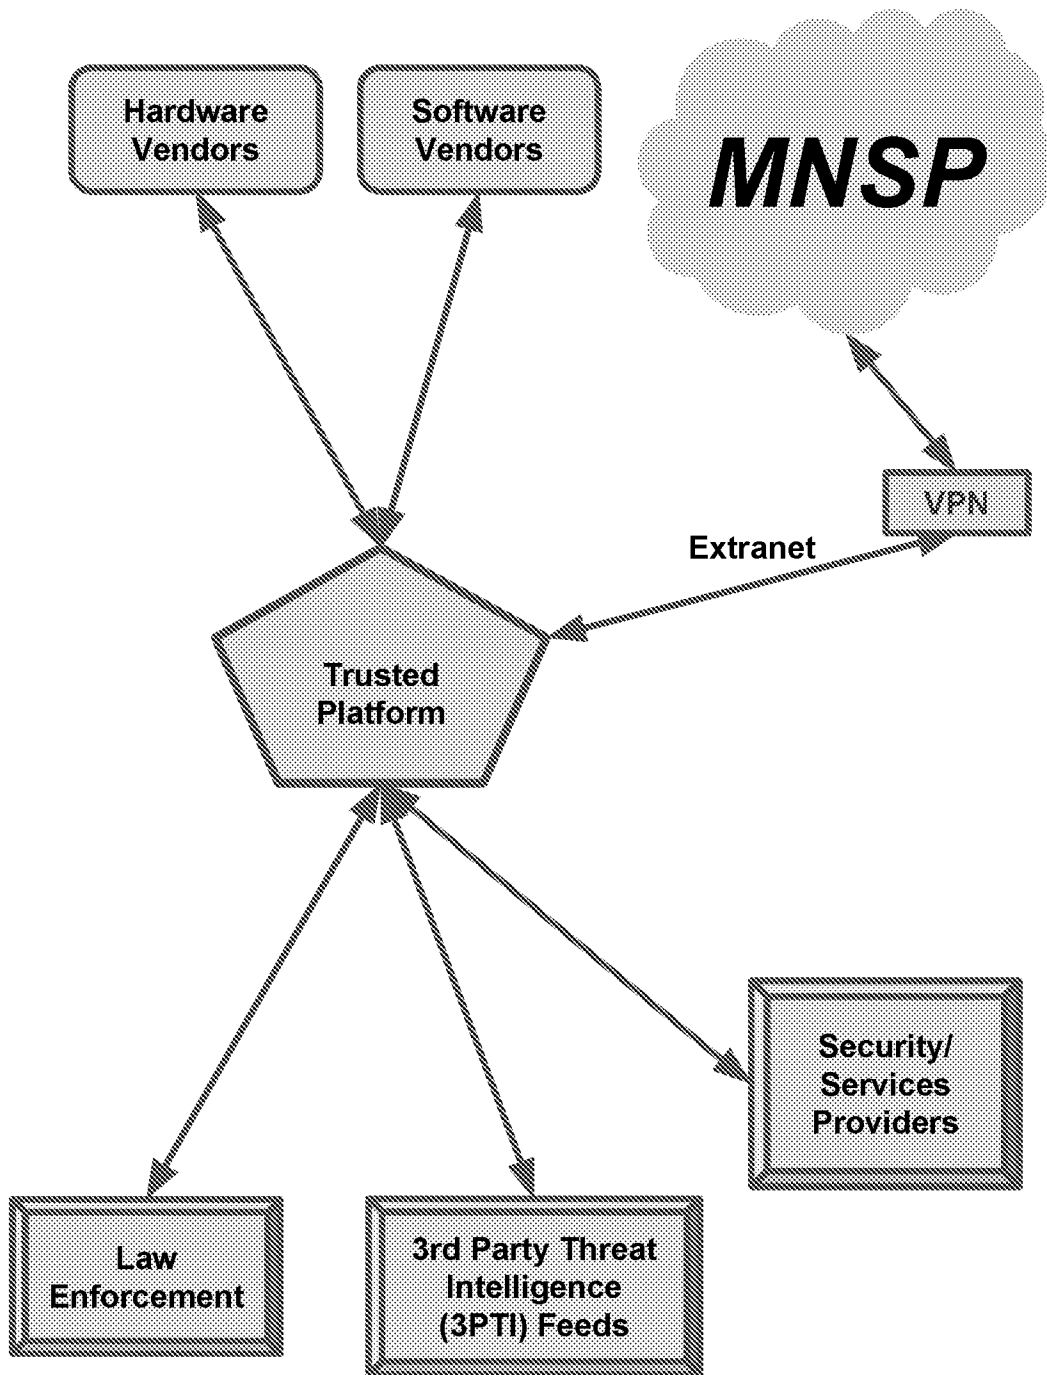 Hardware
Vendors
Software
Vendors
MNSP
VPN
Extranet
Trusted
Platform
Security/
Services
Providers
Law
Enforcement
3rd Party Threat
Intelligence
(3PTI) Feeds